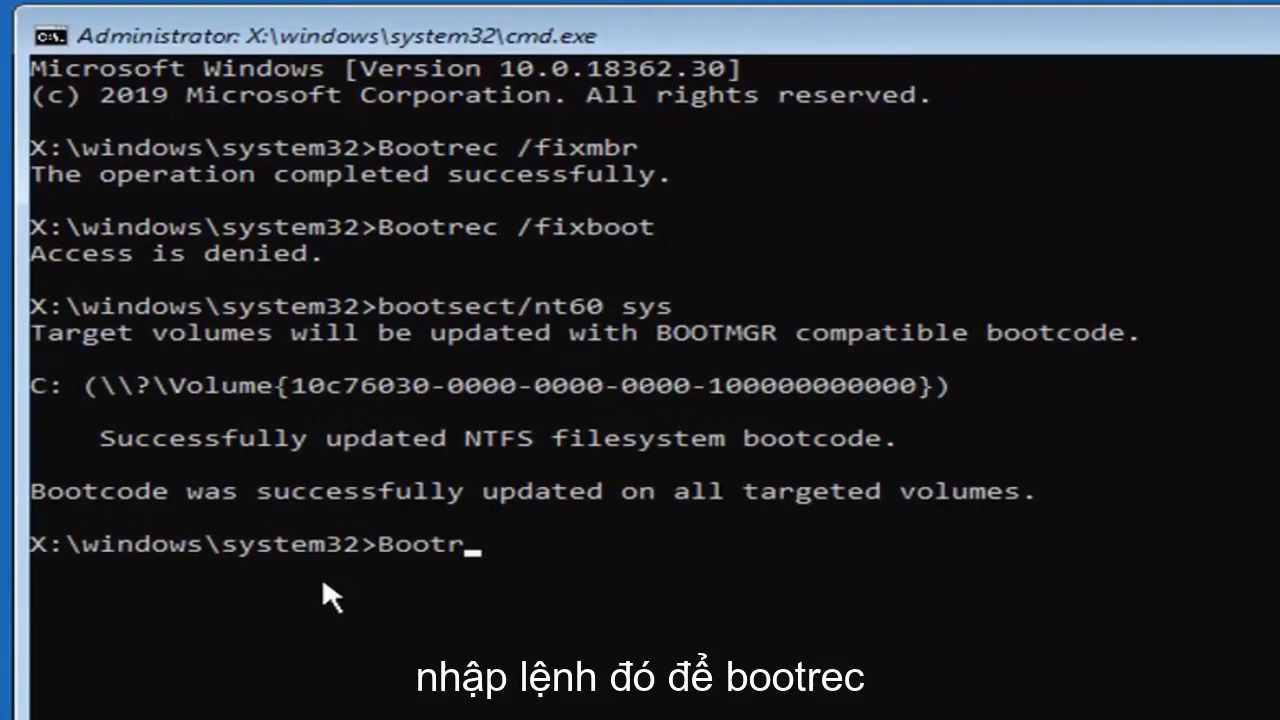 Administrator: X:\windows\system32\cmd.exe
Microsoft Windows [Version 10.0.18362.30]
(c) 2019 Microsoft Corporation. All rights reserved.
X:\windows\system32>Bootrec /fixmbr
The operation completed successfully.
X:\windows\system32>Bootrec /fixboot
Access is denied.
X:\windows\system32>bootsect/nt60 sys
Target volumes will be updated with BOOTMGR compatible bootcode.
C: (\\?\Volume{10c76030-0000-0000-0000-100000000000})
Successfully updated NTFS filesystem bootcode.
Bootcode was successfully updated on all targeted volumes.
X:\windows\system32>Bootr_
nhập lệnh đó để bootrec